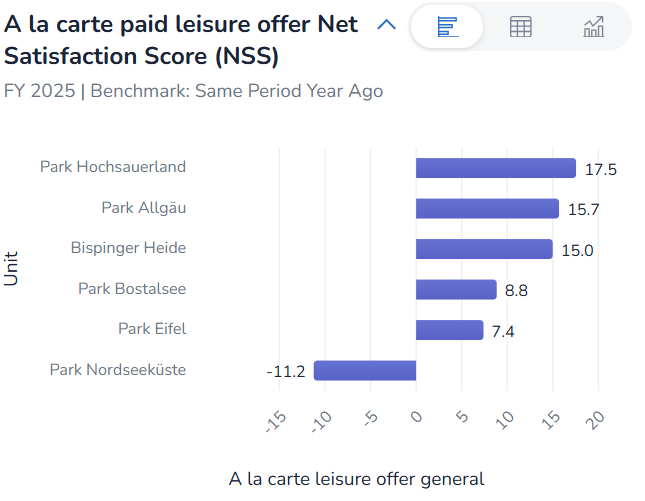 A la carte paid leisure offer Net
Satisfaction Score (NSS)
FY 2025 | Benchmark: Same Period Year Ago
Unit
Park Hochsauerland 17.5
Park Allgäu 15.7
Bispinger Heide 15.0
Park Bostalsee 8.8
Park Eifel 7.4
Park Nordseeküste -11.2
-15 -10 -5 0 5 10 15 20
A la carte leisure offer general